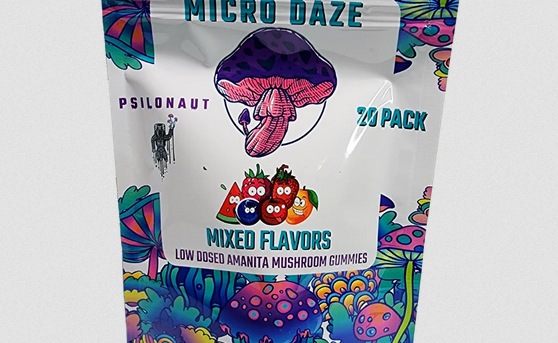 MICRO DAZE
PSILONAUT
20 PACK
MIXED FLAVORS
LOW DOSED AMANITA MUSHROOM GUMMIES